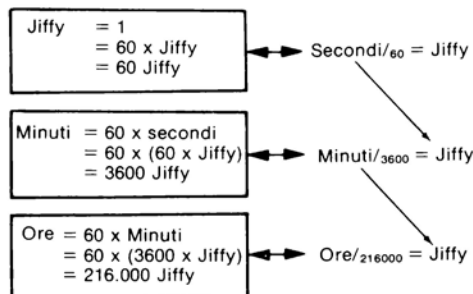 Jiffy = 1
= 60 x Jiffy
= 60 Jiffy
Secondi/60 = Jiffy
Minuti = 60 x secondi
= 60 x (60 x Jiffy)
= 3600 Jiffy
Minuti/3600 = Jiffy
Ore = 60 x Minuti
= 60 x (3600 x Jiffy)
= 216.000 Jiffy
Ore/216000 = Jiffy